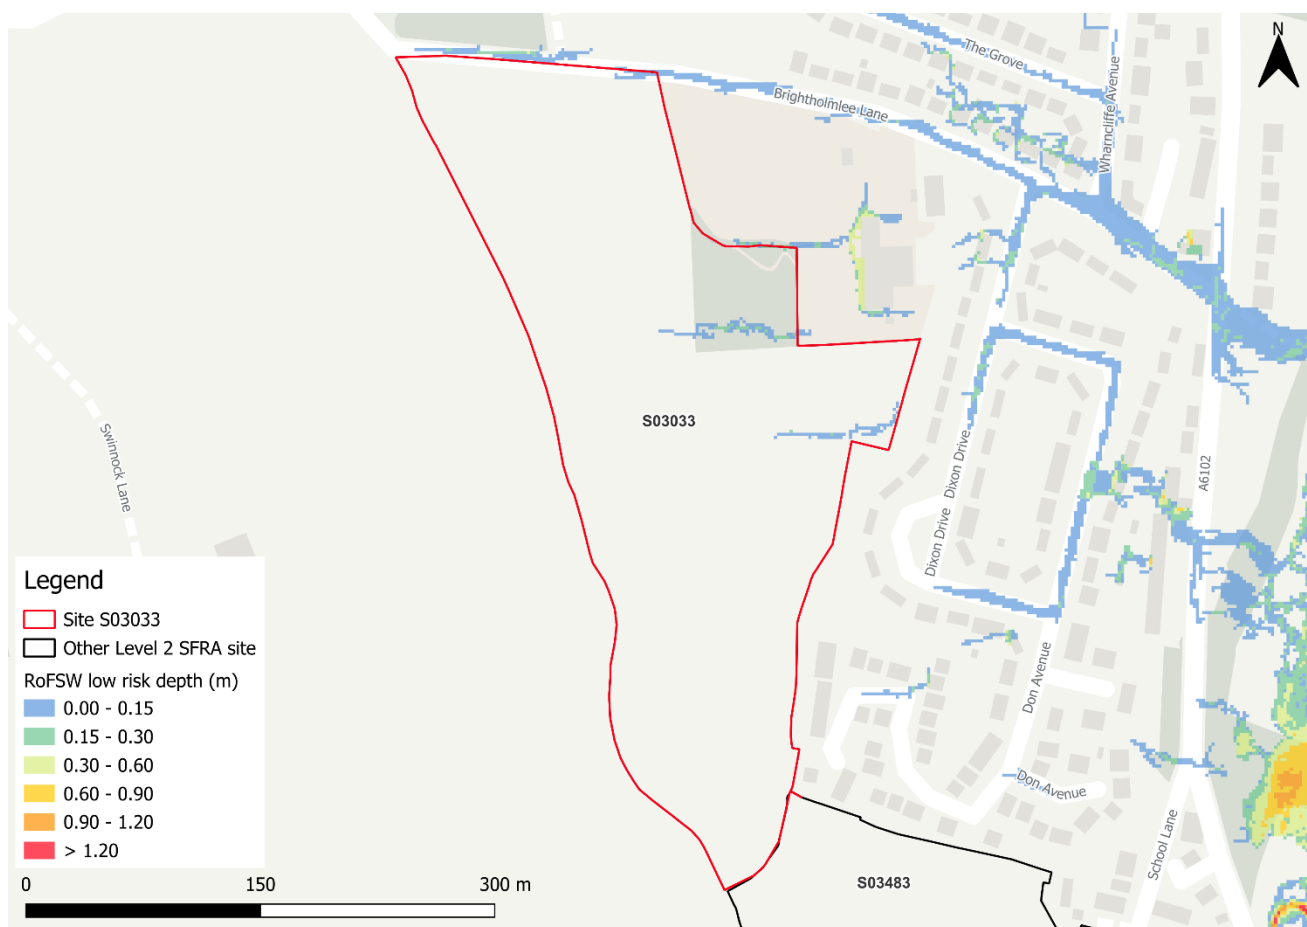 N
The Grove
Wharncliffe Avenue
Brightholmlee Lane
S03033
Swinnock Lane
Dixon Drive
Dixon Drive
A6102
Don Avenue
Don Avenue
School Lane
S03483
Legend
Site S03033
Other Level 2 SFRA site
RoFSW low risk depth (m)
0.00 - 0.15
0.15 - 0.30
0.30 - 0.60
0.60 - 0.90
0.90 - 1.20
> 1.20
0 150 300 m